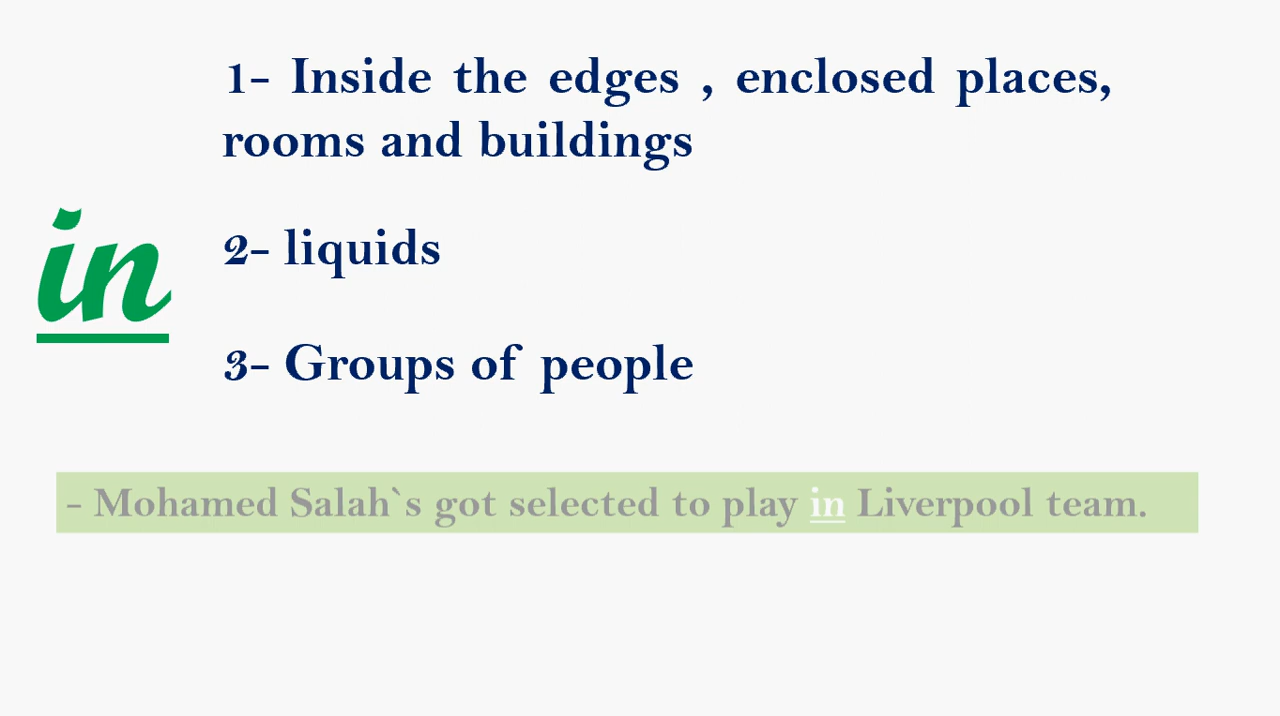 1- Inside the edges , enclosed places,
rooms and buildings
in
2- liquids
3- Groups of people
- Mohamed Salah`s got selected to play in Liverpool team.